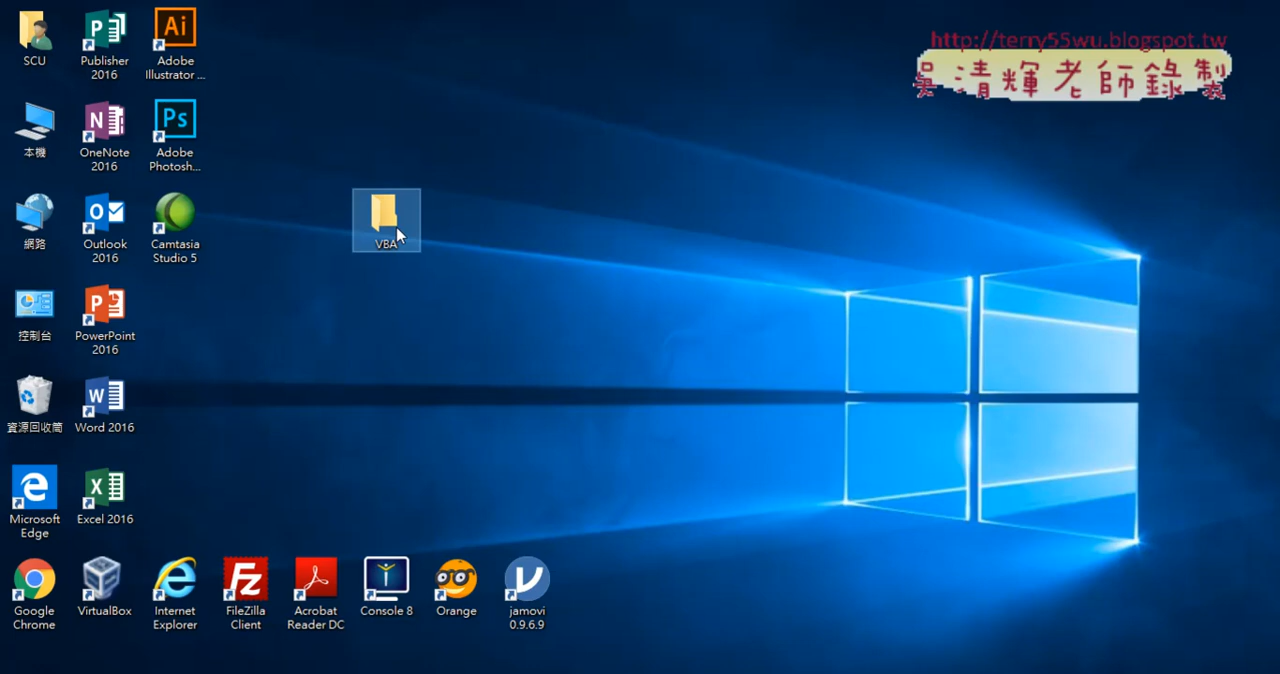 http://terry55wu.blogspot.tw
吳清輝老師錄製
SCU
Publisher
2016
Ai
Adobe
Illustrator ...
本機
OneNote
2016
Ps
Adobe
Photosh...
網路
Outlook
2016
Camtasia
Studio 5
VBA
控制台
PowerPoint
2016
資源回收筒
Word 2016
Microsoft
Edge
Excel 2016
Google
Chrome
VirtualBox
Internet
Explorer
FileZilla
Client
Acrobat
Reader DC
Console 8
Orange
jamovi
0.9.6.9